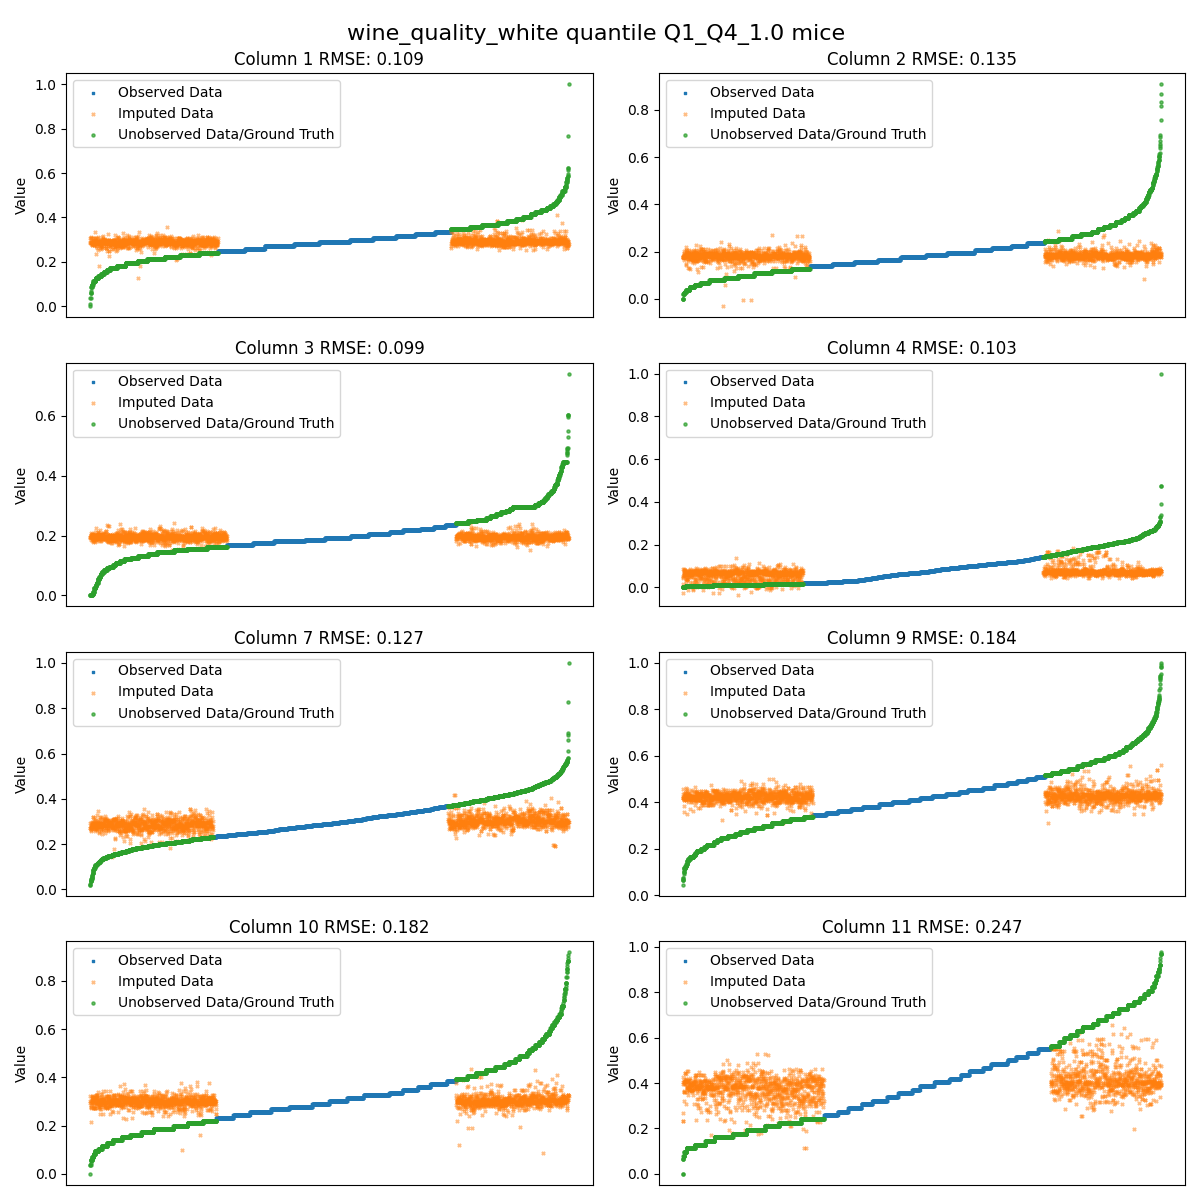 wine_quality_white quantile Q1_Q4_1.0 mice
Column 1 RMSE: 0.109
Observed Data
Imputed Data
Unobserved Data/Ground Truth
Value
1.0
0.8
0.6
0.4
0.2
0.0
Column 2 RMSE: 0.135
Observed Data
Imputed Data
Unobserved Data/Ground Truth
Value
0.8
0.6
0.4
0.2
0.0
Column 3 RMSE: 0.099
Observed Data
Imputed Data
Unobserved Data/Ground Truth
Value
0.6
0.4
0.2
0.0
Column 4 RMSE: 0.103
Observed Data
Imputed Data
Unobserved Data/Ground Truth
Value
1.0
0.8
0.6
0.4
0.2
0.0
Column 7 RMSE: 0.127
Observed Data
Imputed Data
Unobserved Data/Ground Truth
Value
1.0
0.8
0.6
0.4
0.2
0.0
Column 9 RMSE: 0.184
Observed Data
Imputed Data
Unobserved Data/Ground Truth
Value
1.0
0.8
0.6
0.4
0.2
0.0
Column 10 RMSE: 0.182
Observed Data
Imputed Data
Unobserved Data/Ground Truth
Value
0.8
0.6
0.4
0.2
0.0
Column 11 RMSE: 0.247
Observed Data
Imputed Data
Unobserved Data/Ground Truth
Value
1.0
0.8
0.6
0.4
0.2
0.0